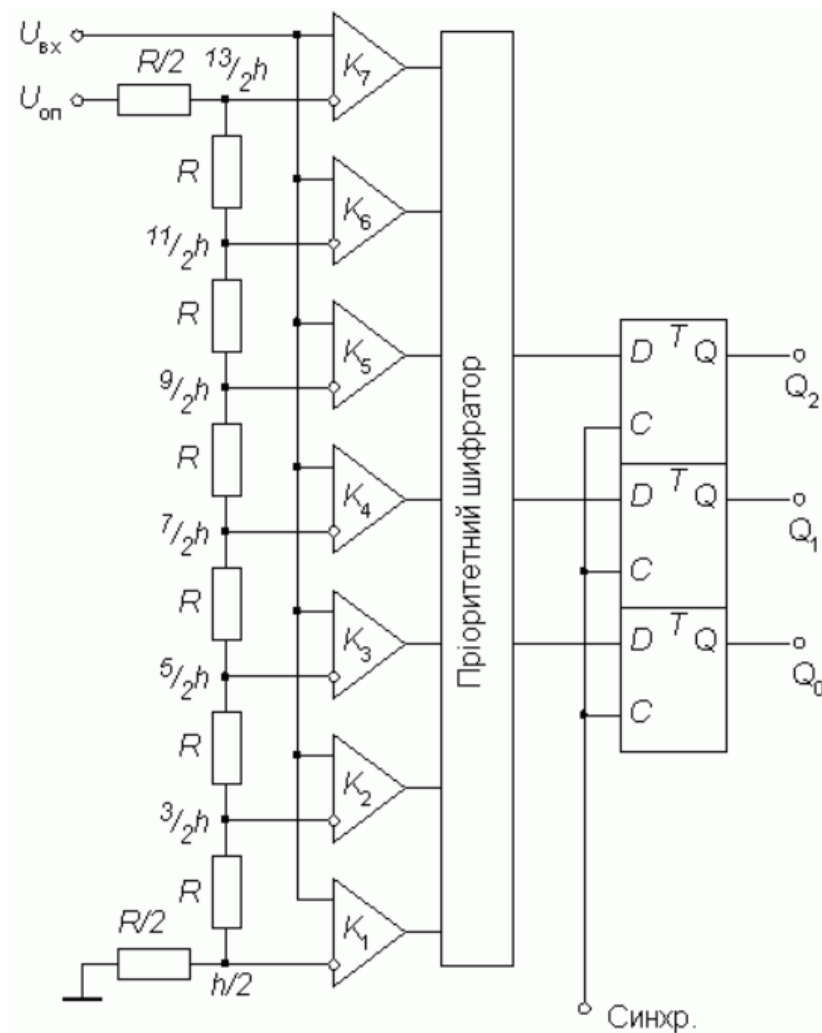 U вх
R/2
13/2h
K7
U оп
R
K6
11/2h
R
K5
9/2h
R
K4
7/2h
R
K3
5/2h
R
K2
3/2h
R
K1
R/2
h/2
Пріоритетний шифратор
D T Q
Q2
C
D T Q
Q1
C
D T Q
Q0
C
Синхр.